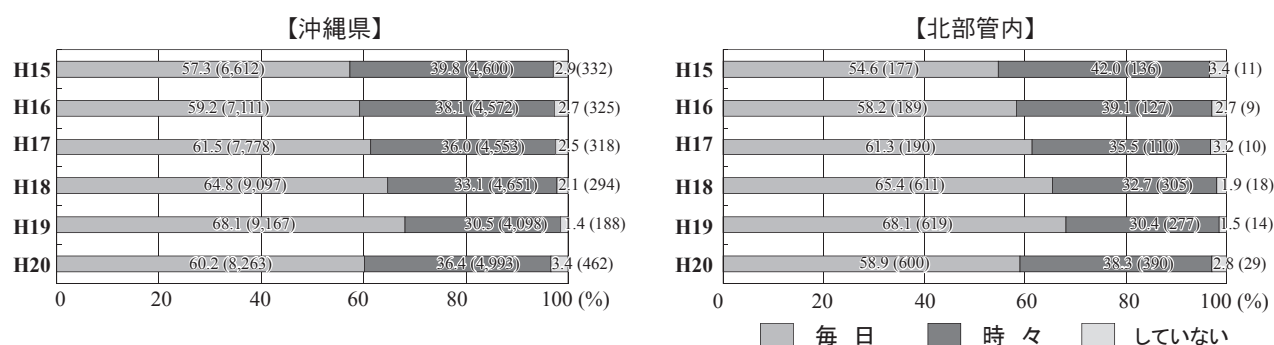 【沖縄県】
H15 57.3 (6,612) 39.8 (4,600) 2.9(332)
H16 59.2 (7,111) 38.1 (4,572) 2.7 (325)
H17 61.5 (7,778) 36.0 (4,553) 2.5 (318)
H18 64.8 (9,097) 33.1 (4,651) 2.1 (294)
H19 68.1 (9,167) 30.5 (4,098) 1.4 (188)
H20 60.2 (8,263) 36.4 (4,993) 3.4 (462)
0 20 40 60 80 100 (%)
【北部管内】
H15 54.6 (177) 42.0 (136) 3.4 (11)
H16 58.2 (189) 39.1 (127) 2.7 (9)
H17 61.3 (190) 35.5 (110) 3.2 (10)
H18 65.4 (611) 32.7 (305) 1.9 (18)
H19 68.1 (619) 30.4 (277) 1.5 (14)
H20 58.9 (600) 38.3 (390) 2.8 (29)
0 20 40 60 80 100 (%)
毎 日 時 々 していない